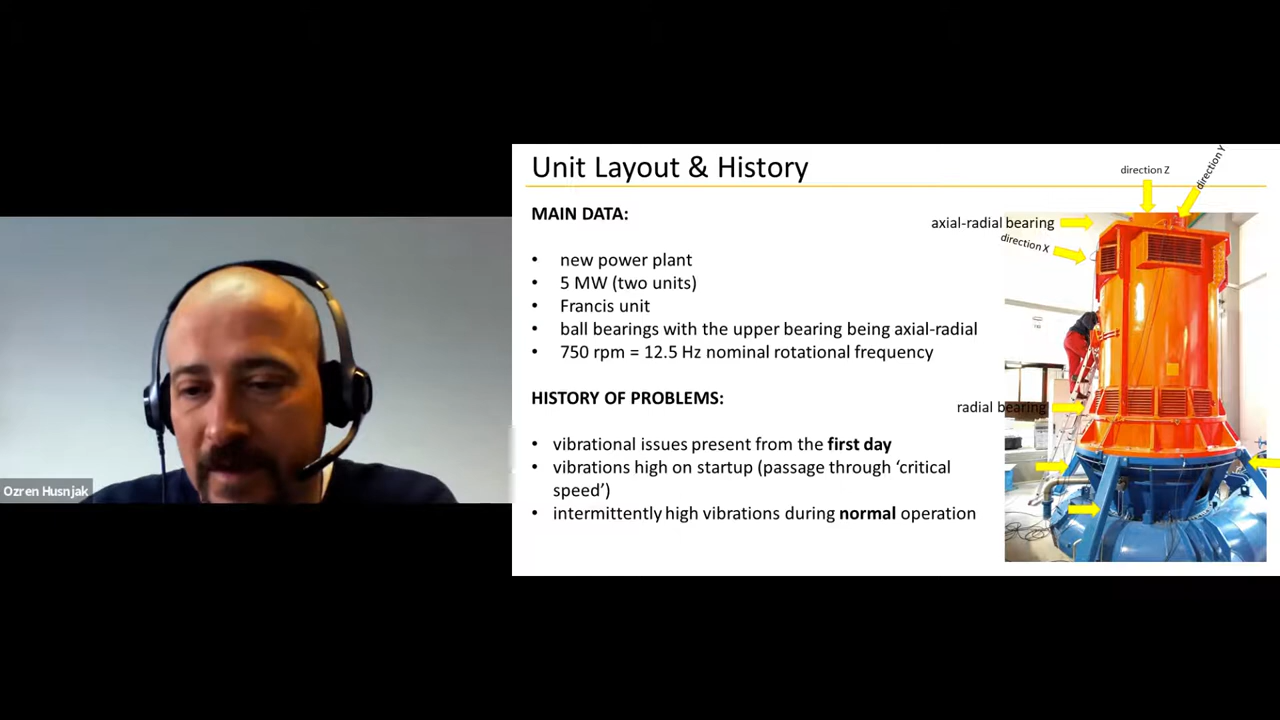 Unit Layout & History
MAIN DATA:
• new power plant
• 5 MW (two units)
• Francis unit
• ball bearings with the upper bearing being axial-radial
• 750 rpm = 12.5 Hz nominal rotational frequency
HISTORY OF PROBLEMS:
• vibrational issues present from the first day
• vibrations high on startup (passage through ‘critical
speed’)
• intermittently high vibrations during normal operation
direction Z
direction Y
axial-radial bearing
direction X
radial bearing
Ozren Husnjak